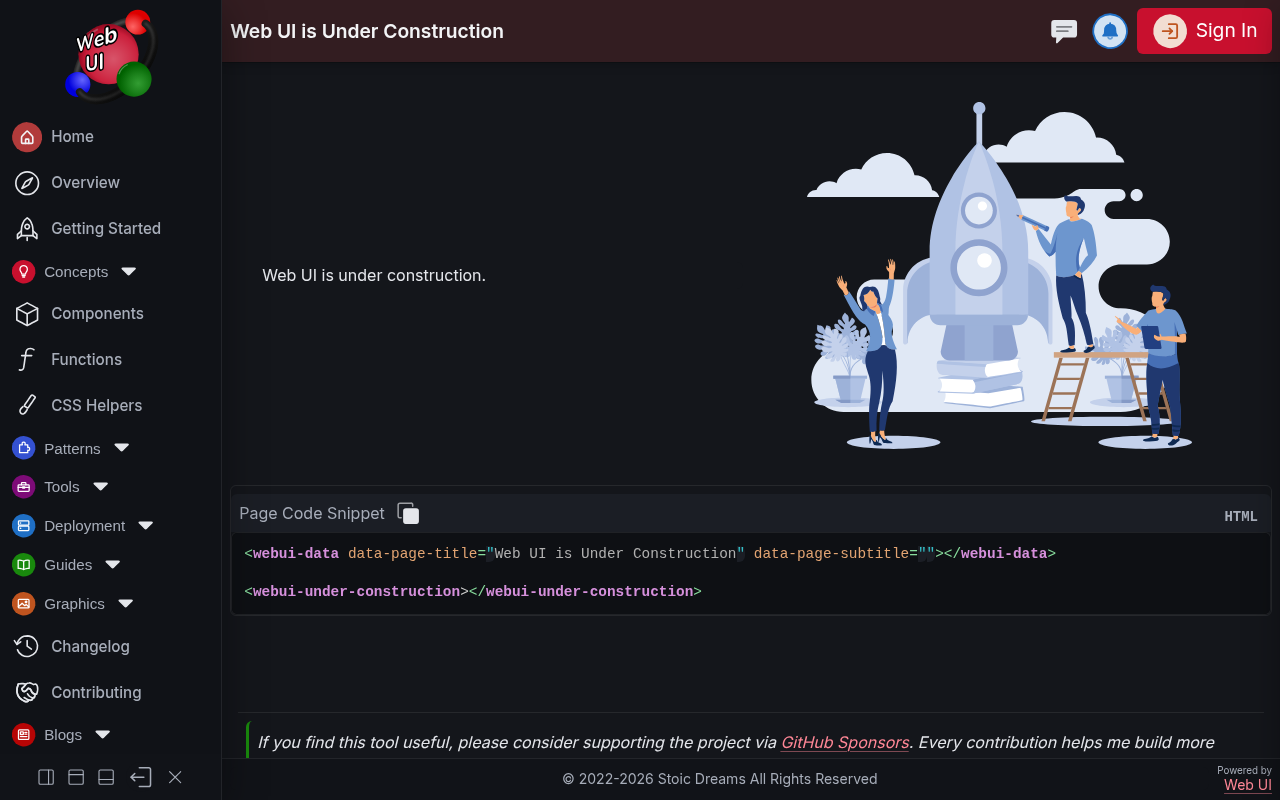 Web
UI
Home
Overview
Getting Started
Concepts
Components
Functions
CSS Helpers
Patterns
Tools
Deployment
Guides
Graphics
Changelog
Contributing
Blogs
Web UI is Under Construction
Sign In
Web UI is under construction.
Page Code Snippet
HTML
<webui-data data-page-title="Web UI is Under Construction" data-page-subtitle=""></webui-data>
<webui-under-construction></webui-under-construction>
If you find this tool useful, please consider supporting the project via GitHub Sponsors. Every contribution helps me build more
© 2022-2026 Stoic Dreams All Rights Reserved
Powered by
Web UI